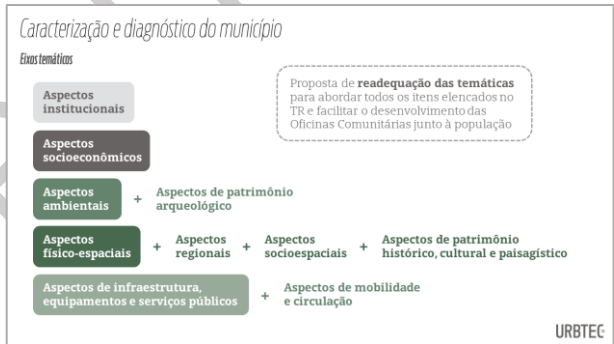 Caracterização e diagnóstico do município
Eixos temáticos
Proposta de readequação das temáticas
para abordar todos os itens elencados no
TR e facilitar o desenvolvimento das
Oficinas Comunitárias junto à população
Aspectos
institucionais
Aspectos
socioeconômicos
Aspectos
ambientais
+
Aspectos de patrimônio
arqueológico
Aspectos
físico-espaciais
+
Aspectos
regionais
+
Aspectos
socioespaciais
+
Aspectos de patrimônio
histórico, cultural e paisagístico
Aspectos de infraestrutura,
equipamentos e serviços públicos
+
Aspectos de mobilidade
e circulação
URBTEC